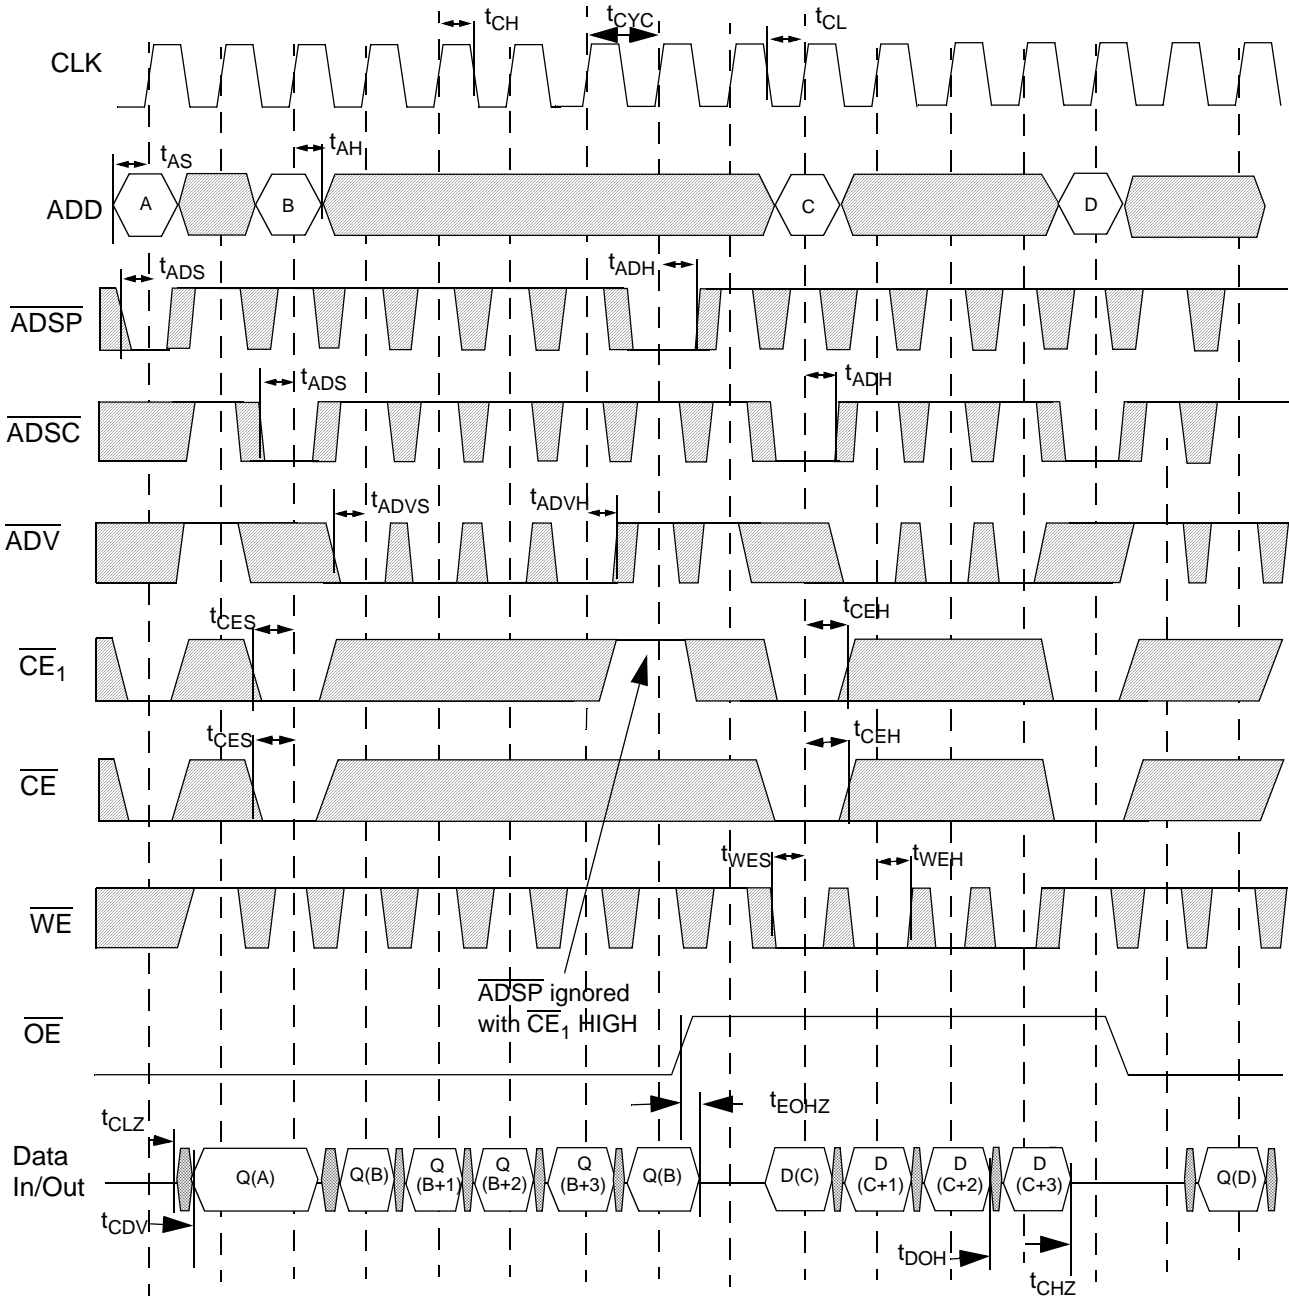 tCH
tCYC
tCL
CLK
tAS
tAH
ADD
A
B
C
D
tADS
tADH
ADSP
tADS
tADH
ADSC
tADVS
tADVH
ADV
tCES
tCEH
CE1
tCES
tCEH
CE
tWES
tWEH
WE
ADSP ignored
with CE1 HIGH
OE
tCLZ
tEOHZ
Data
In/Out
Q(A)
Q(B)
Q
(B+1)
Q
(B+2)
Q
(B+3)
Q(B)
D(C)
D
(C+1)
D
(C+2)
D
(C+3)
Q(D)
tCDV
tDOH
tCHZ